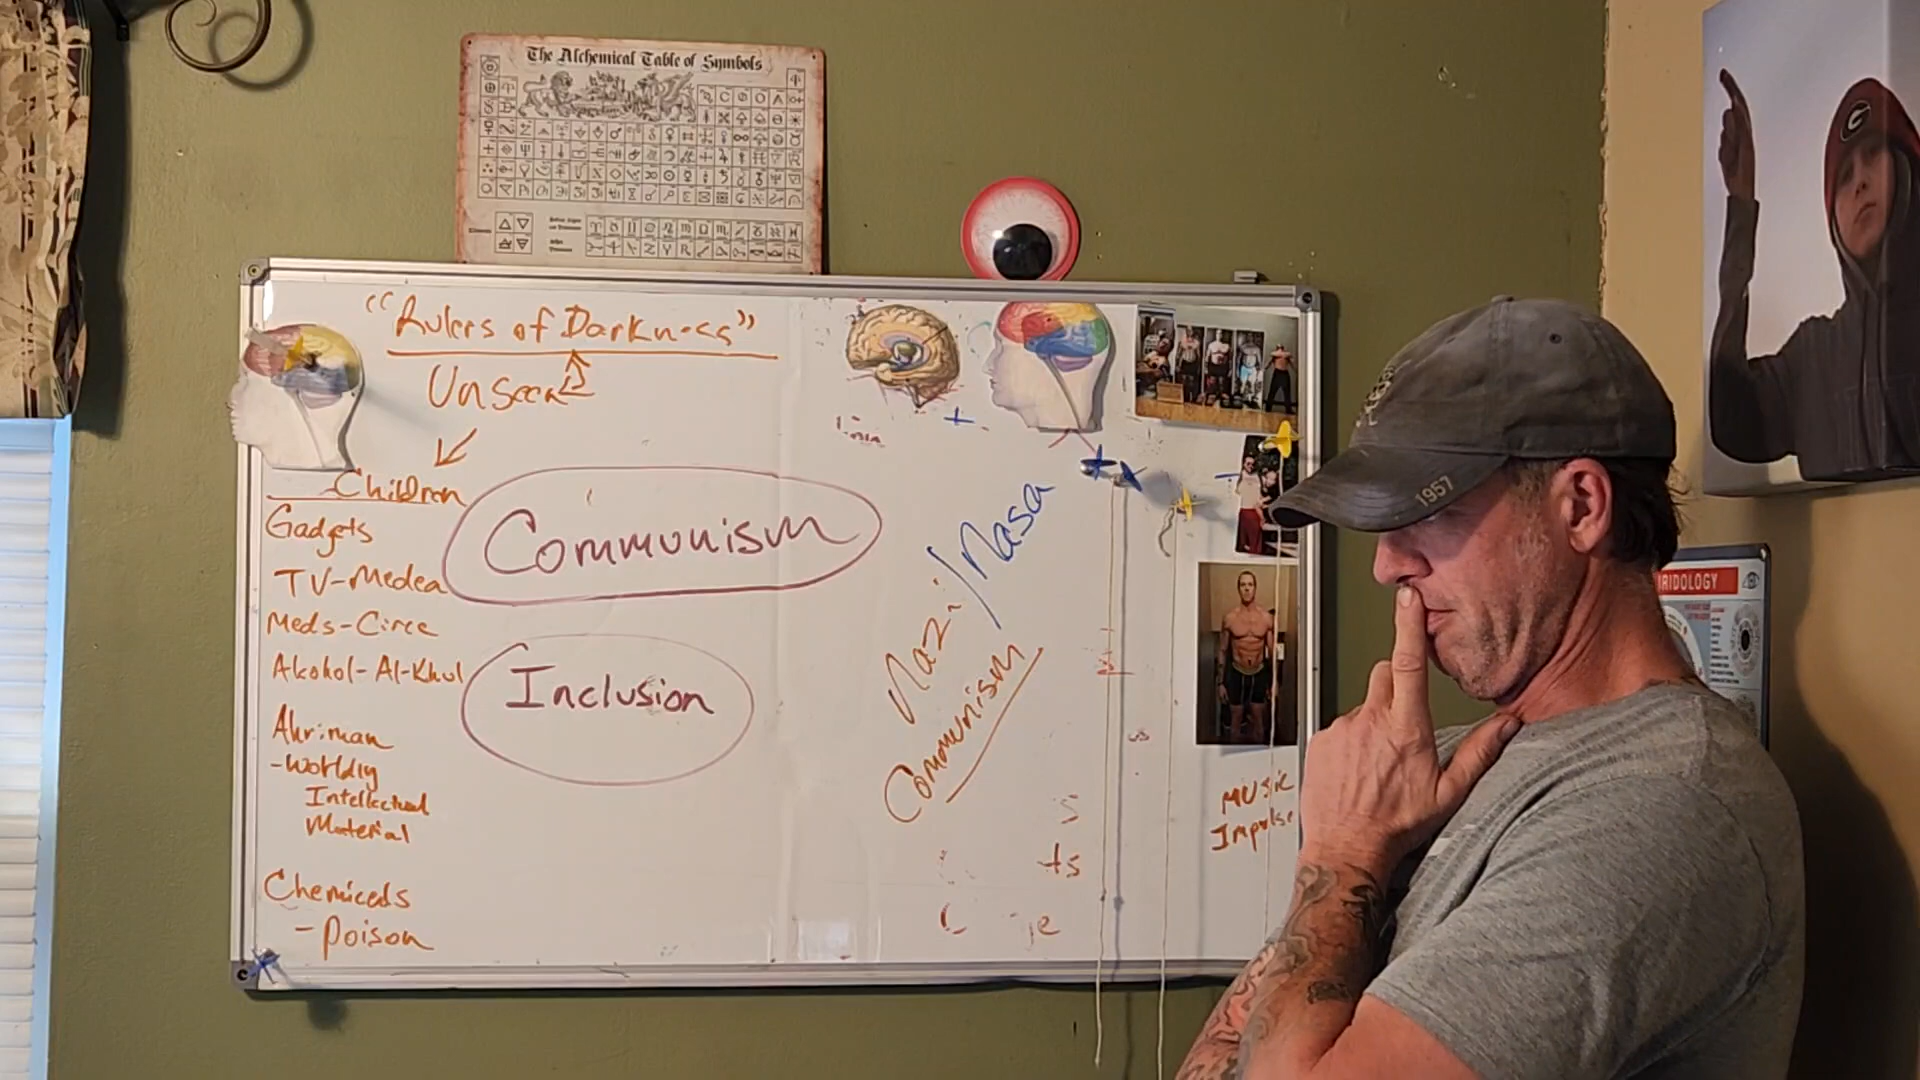 The Alchemical Table of Symbols
"Rulers of Darkness"
Unseen
Children
Gadgets
TV-Medea
Meds-Circe
Alkohol-Al-Khul
Ahriman
-Worldly
Intellectual
Material
Chemicals
-Poison
Communism
Inclusion
Nazi/Nasa
Communism
Music
Impulse
1957
IRIDOLOGY